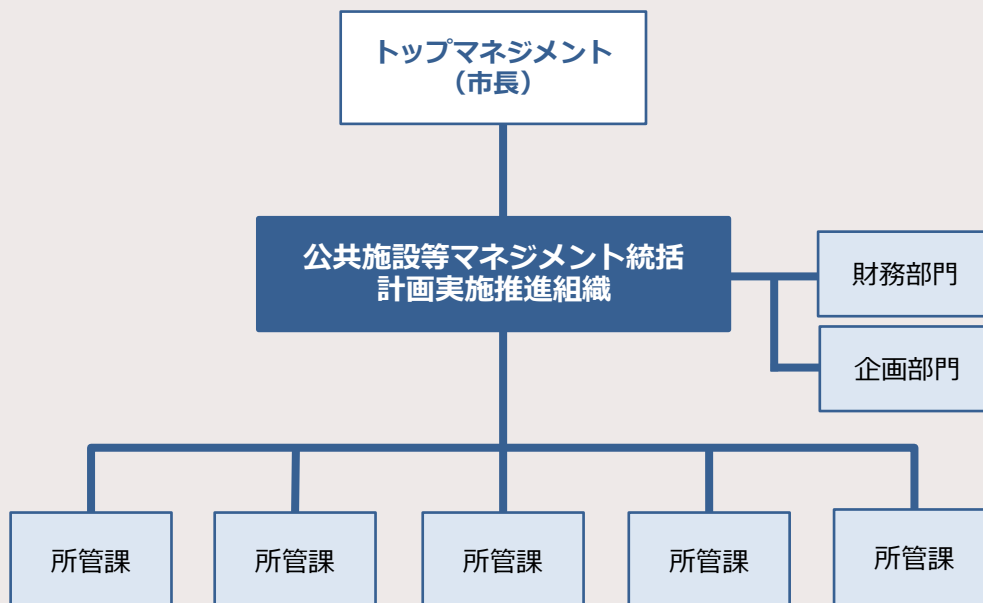 トップマネジメント
（市長）
公共施設等マネジメント統括
計画実施推進組織
財務部門
企画部門
所管課
所管課
所管課
所管課
所管課